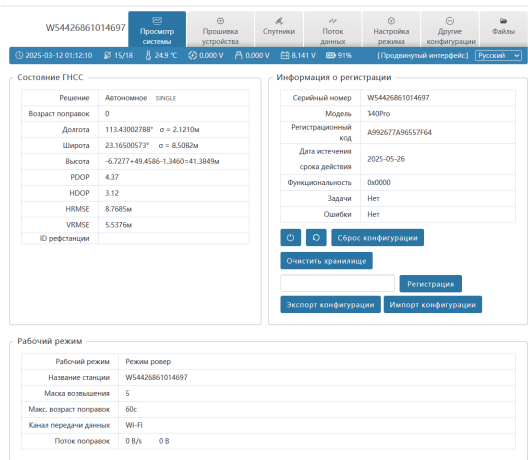 W54426861014697
Просмотр системы
Прошивка устройства
Спутники
Поток данных
Настройка режима
Другие конфигурации
Файлы
2025-03-12 01:12:10 15/18 24.9 °C 0.000 V 0.000 V 8.141 V 91% [Продвинутый интерфейс] Русский
Состояние ГНСС
Решение Автономное SINGLE
Возраст поправок 0
Долгота 113.43002788° σ = 2.1210м
Широта 23.16500573° σ = 8.5082м
Высота -6.7277+49.4586-1.3460=41.3849м
PDOP 4.37
HDOP 3.12
HRMSE 8.7685м
VRMSE 5.5376м
ID рефстанции
Информация о регистрации
Серийный номер W54426861014697
Модель 140Pro
Регистрационный код A992677A96557F64
Дата истечения срока действия 2025-05-26
Функциональность 0x0000
Задачи Нет
Ошибки Нет
Сброс конфигурации
Очистить хранилище
Регистрация
Экспорт конфигурации Импорт конфигурации
Рабочий режим
Рабочий режим Режим ровер
Название станции W54426861014697
Маска возвышения 5
Макс. возраст поправок 60с
Канал передачи данных Wi-Fi
Поток поправок 0 B/s 0 B